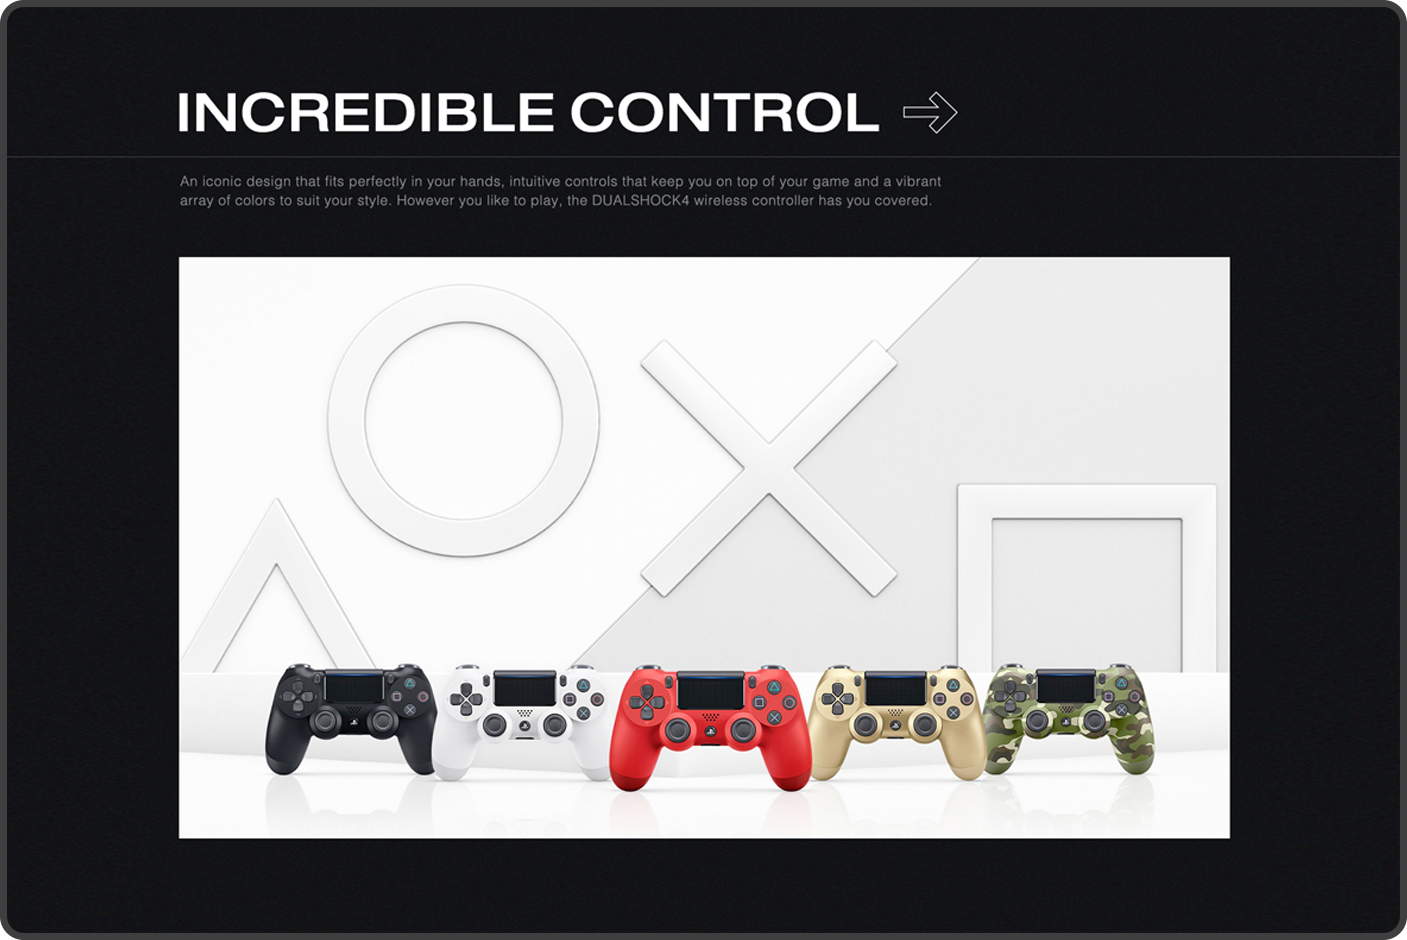 INCREDIBLE CONTROL
An iconic design that fits perfectly in your hands, intuitive controls that keep you on top of your game and a vibrant
array of colors to suit your style. However you like to play, the DUALSHOCK4 wireless controller has you covered.